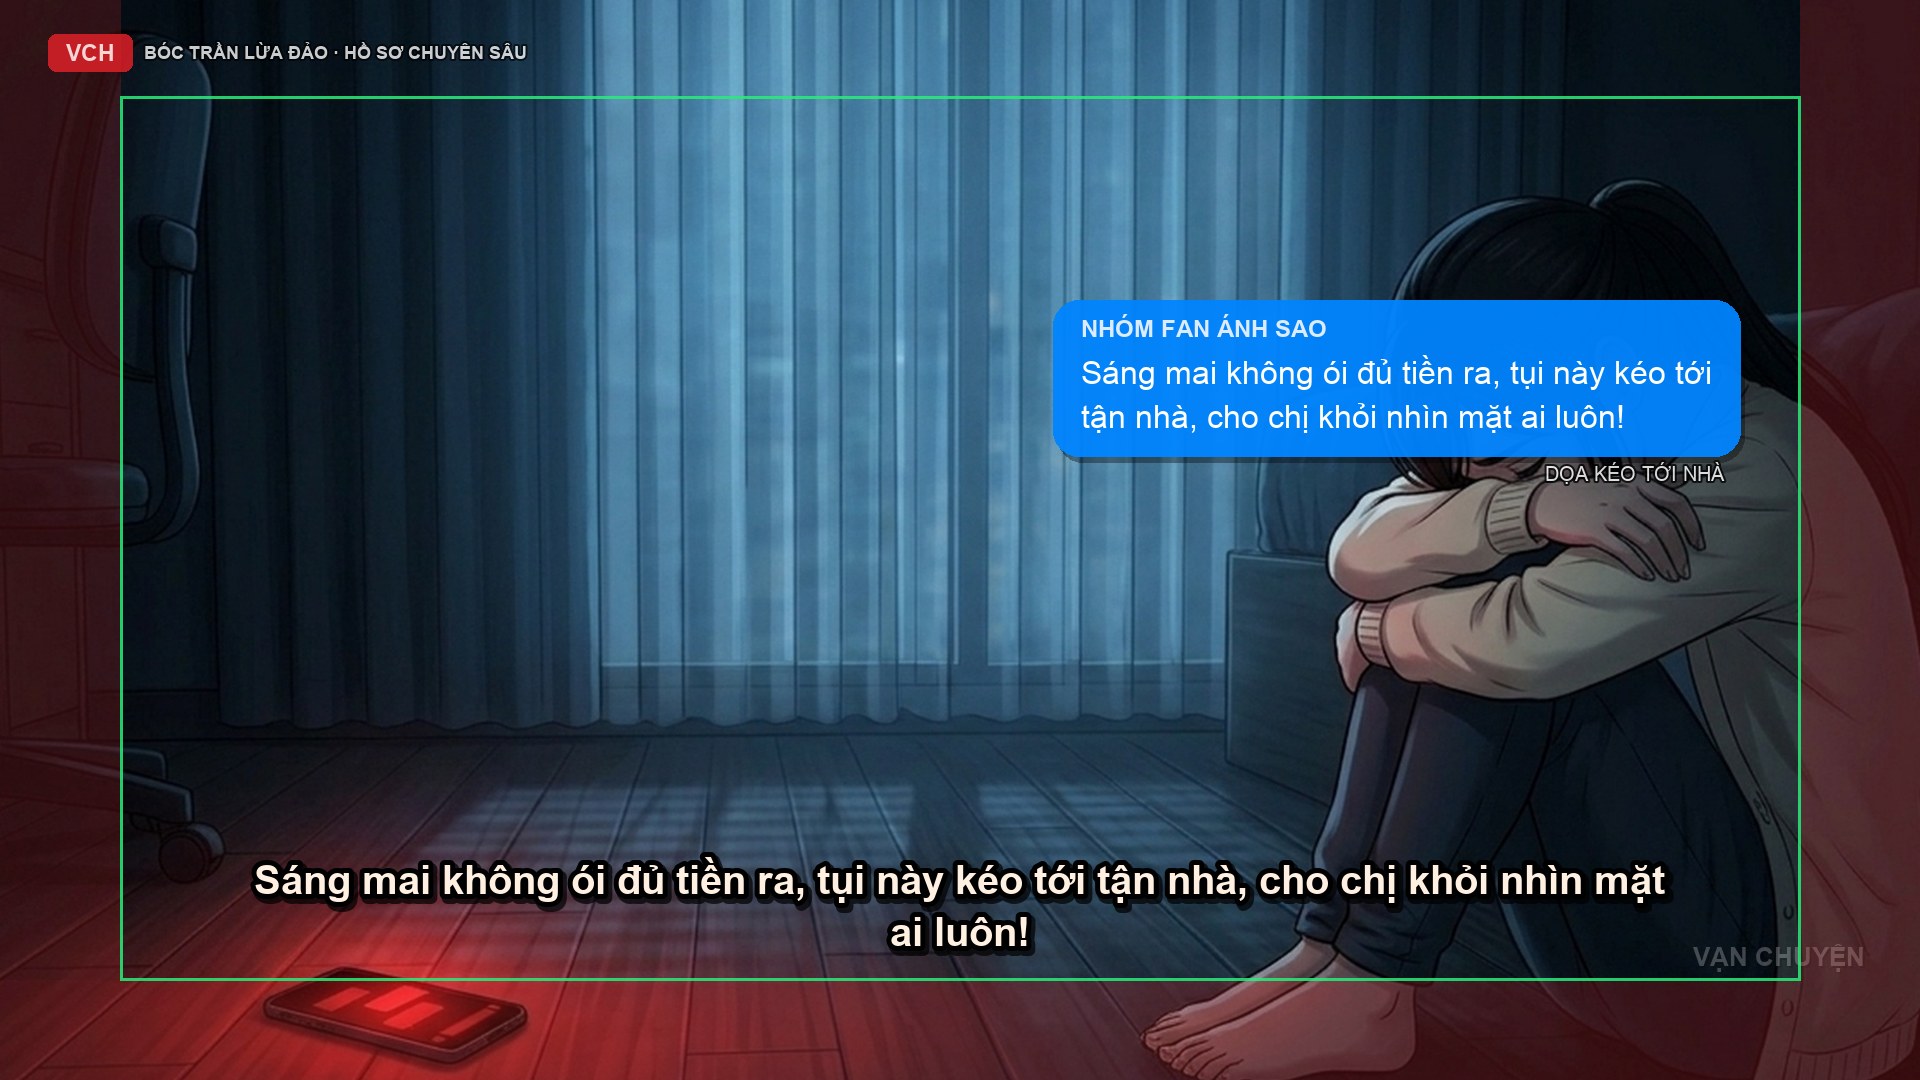 VCH BÓC TRẦN LỪA ĐẢO · HỒ SƠ CHUYÊN SÂU
NHÓM FAN ÁNH SAO
Sáng mai không ói đủ tiền ra, tụi này kéo tới
tận nhà, cho chị khỏi nhìn mặt ai luôn!
DỌA KÉO TỚI NHÀ
Sáng mai không ói đủ tiền ra, tụi này kéo tới tận nhà, cho chị khỏi nhìn mặt
ai luôn!
VẠN CHUYỆN